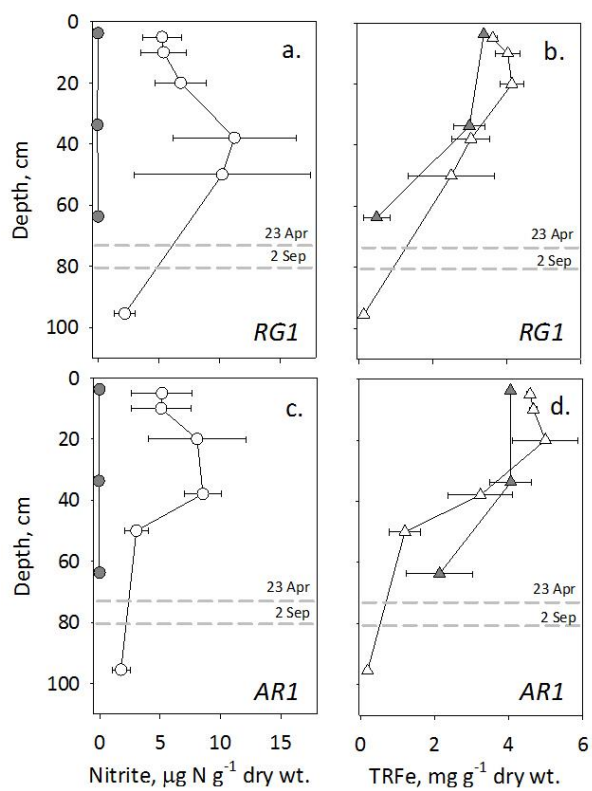 0
20
40
60
80
100
Depth, cm
a.
23 Apr
2 Sep
RG1
b.
23 Apr
2 Sep
RG1
0
20
40
60
80
100
Depth, cm
c.
23 Apr
2 Sep
AR1
d.
23 Apr
2 Sep
AR1
0 5 10 15
Nitrite, µg N g⁻¹ dry wt.
0 2 4 6
TRFe, mg g⁻¹ dry wt.